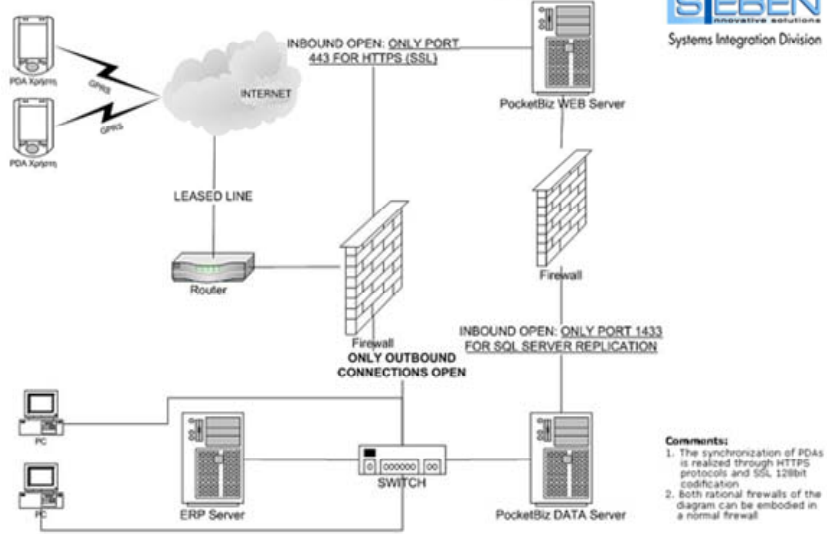 SIEBEN
innovative solutions
Systems Integration Division
PDA Χρήστη
GPRS
PDA Χρήστη
GPRS
INTERNET
INBOUND OPEN: ONLY PORT
443 FOR HTTPS (SSL)
PocketBiz WEB Server
LEASED LINE
Router
Firewall
Firewall
ONLY OUTBOUND
CONNECTIONS OPEN
INBOUND OPEN: ONLY PORT 1433
FOR SQL SERVER REPLICATION
PC
PC
ERP Server
SWITCH
PocketBiz DATA Server
Comments:
1. The synchronization of PDAs
is realized through HTTPS
protocols and SSL 128bit
codification
2. Both rational firewalls of the
diagram can be embodied in
a normal firewall